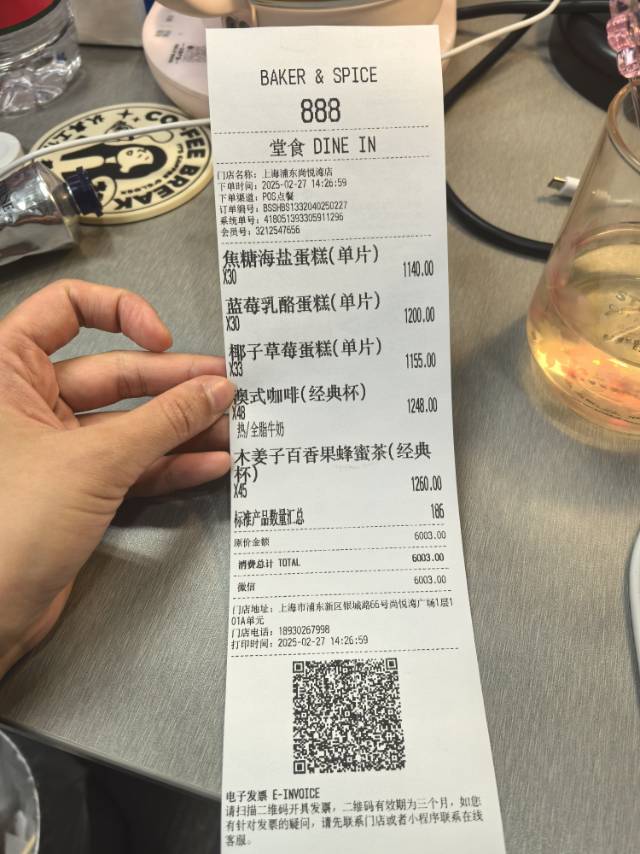 COFFEE BREAK
BAKER & SPICE
888
堂食 DINE IN
门店名称: 上海浦东尚悦湾店
下单时间: 2025-02-27 14:26:59
下单渠道: POS点餐
订单编号: BSSHBS1332040250227
系统单号: 418051393305911296
会员号: 3212547656
焦糖海盐蛋糕(单片)
X30 1140.00
蓝莓乳酪蛋糕(单片)
X30 1200.00
椰子草莓蛋糕(单片)
X33 1155.00
澳式咖啡(经典杯)
X48 1248.00
热/全脂牛奶
木姜子百香果蜂蜜茶(经典
杯)
X45 1260.00
标准产品数量汇总 186
原价金额 6003.00
消费总计 TOTAL 6003.00
微信 6003.00
门店地址: 上海市浦东新区银城路66号尚悦湾广场1层1
01A单元
门店电话: 18930267998
打印时间: 2025-02-27 14:26:59
电子发票 E-INVOICE
请扫描二维码开具发票, 二维码有效期为三个月, 如您
有针对发票的疑问, 请先联系门店或者小程序联系在线
客服。